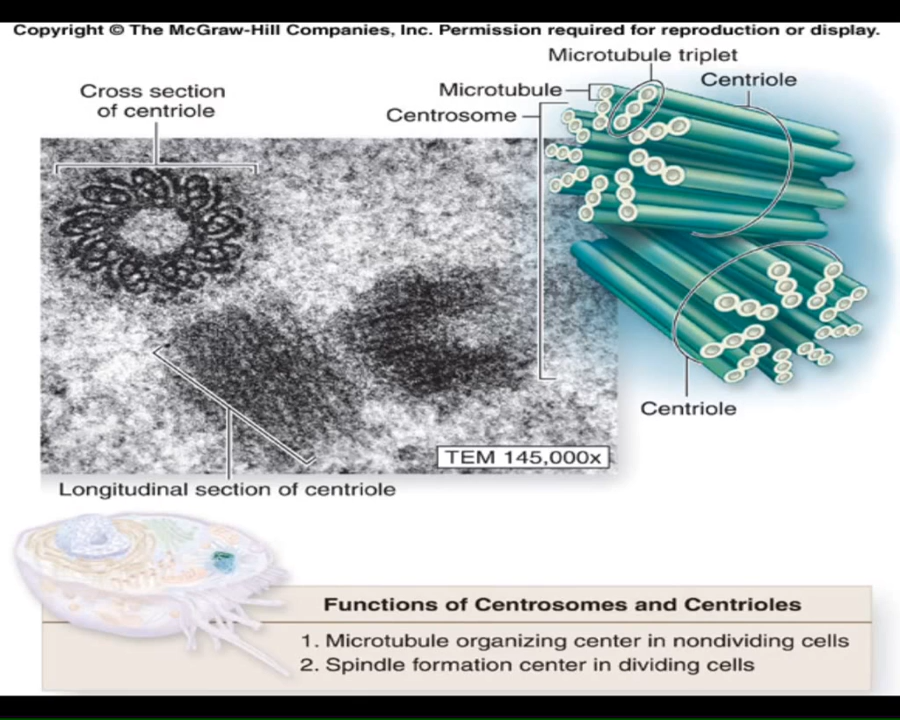 Copyright © The McGraw-Hill Companies, Inc. Permission required for reproduction or display.
Microtubule triplet
Centriole
Microtubule
Centrosome
Cross section
of centriole
Centriole
TEM 145,000x
Longitudinal section of centriole
Functions of Centrosomes and Centrioles
1. Microtubule organizing center in nondividing cells
2. Spindle formation center in dividing cells